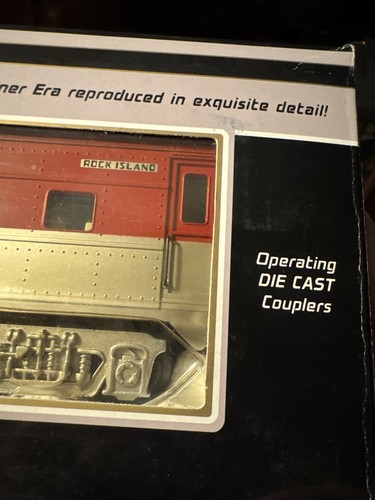 ner Era reproduced in exquisite detail!
ROCK ISLAND
Operating
DIE CAST
Couplers